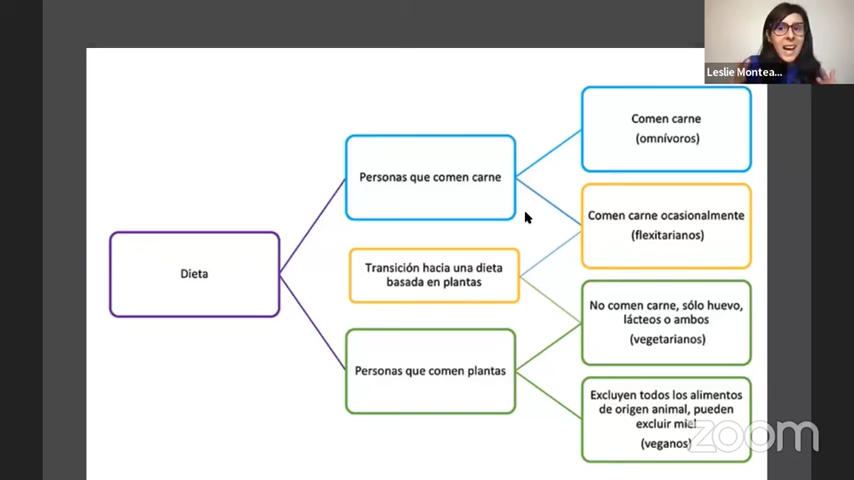 Leslie Montea...
Comen carne
(omnívoros)
Personas que comen carne
Comen carne ocasionalmente
(flexitarianos)
Dieta
Transición hacia una dieta
basada en plantas
No comen carne, sólo huevo,
lácteos o ambos
(vegetarianos)
Personas que comen plantas
Excluyen todos los alimentos
de origen animal, pueden
excluir miel
(veganos)
zoom